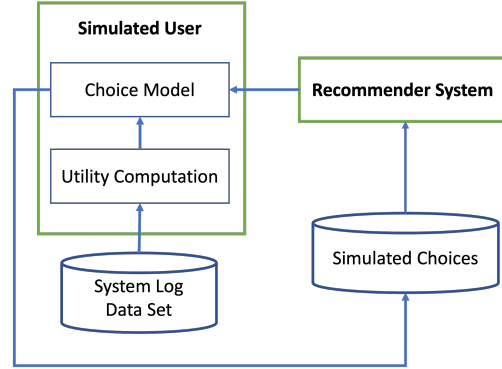 Simulated User
Choice Model
Recommender System
Utility Computation
Simulated Choices
System Log
Data Set